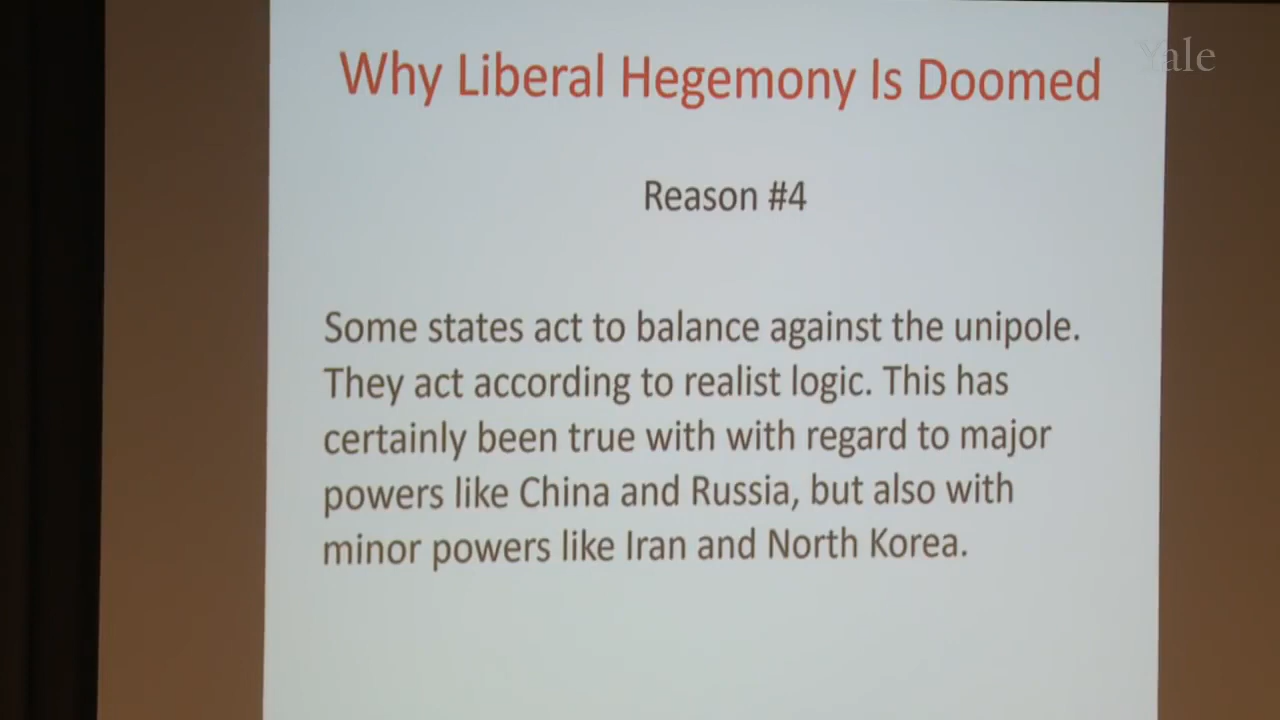 Why Liberal Hegemony Is Doomed
Yale
Reason #4
Some states act to balance against the unipole.
They act according to realist logic. This has
certainly been true with with regard to major
powers like China and Russia, but also with
minor powers like Iran and North Korea.